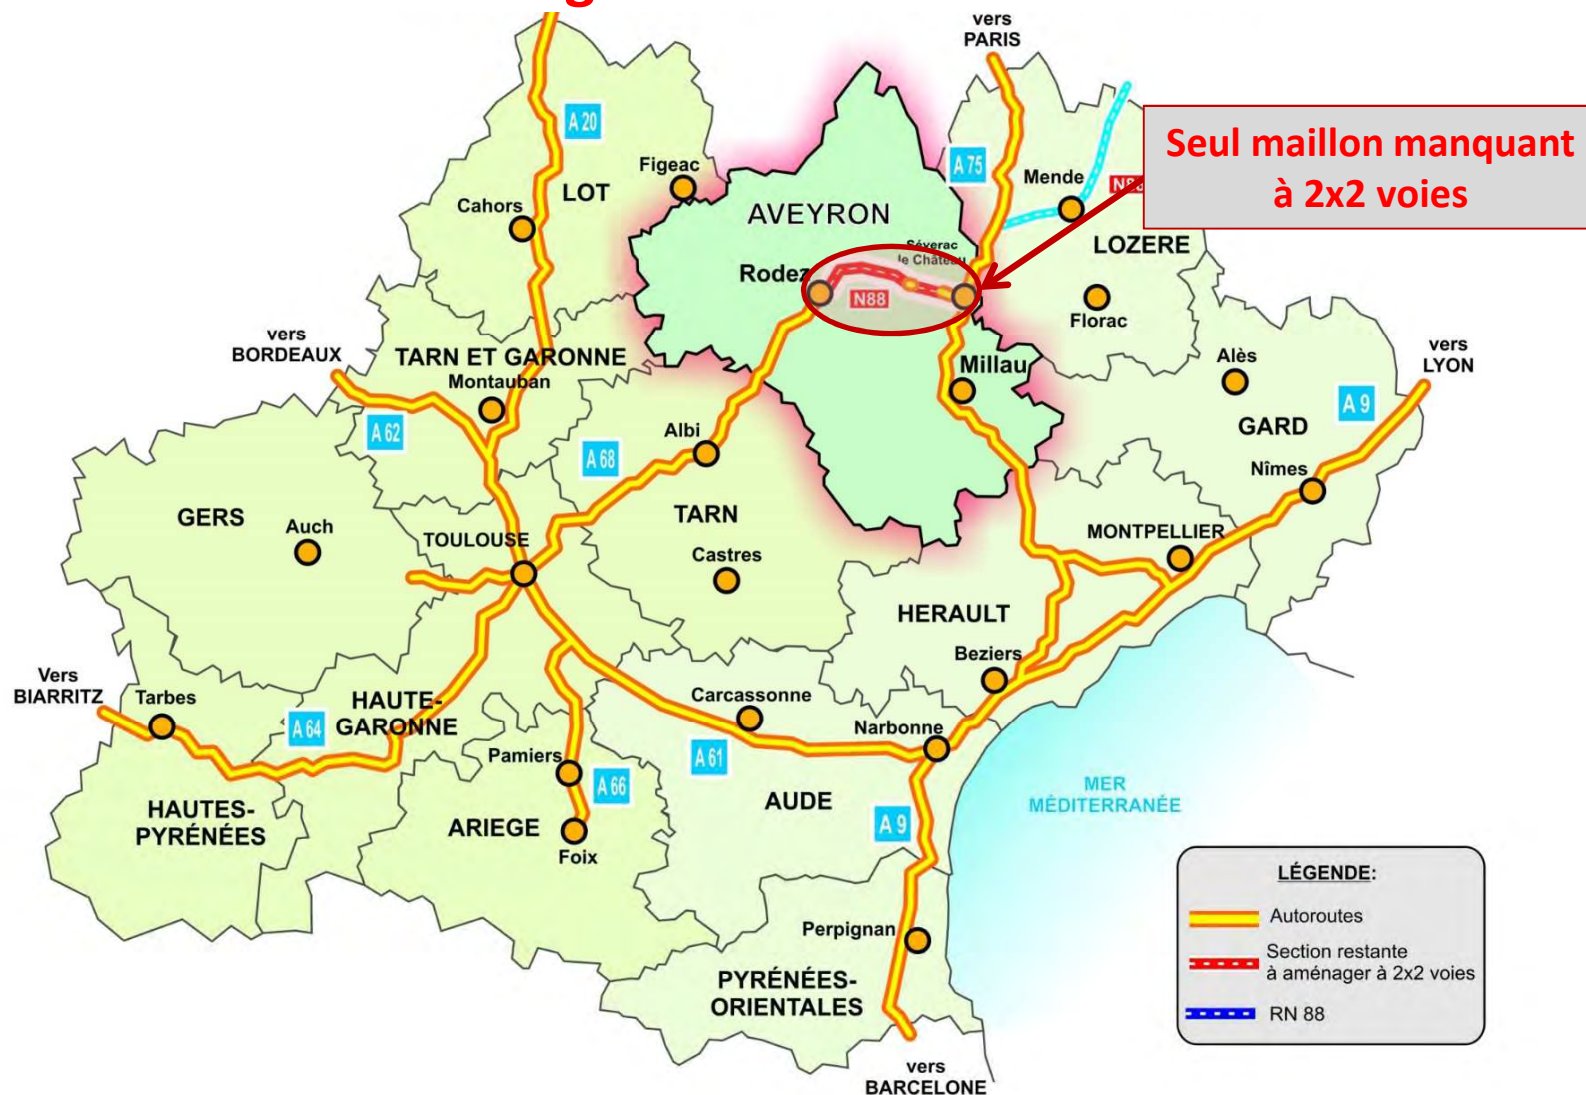 g
vers
PARIS
A 20
Figeac
LOT
Cahors
A 75
Mende
Seul maillon manquant
à 2x2 voies
AVEYRON
LOZERE
Séverac
le Château
Rodez
N88
Florac
vers
BORDEAUX
TARN ET GARONNE
Montauban
Millau
Alès
vers
LYON
A 62
A 9
Albi
A 68
GARD
Nîmes
GERS
Auch
TARN
TOULOUSE
MONTPELLIER
Castres
HERAULT
Beziers
Vers
BIARRITZ
Tarbes
HAUTE-
GARONNE
Carcassonne
A 64
Narbonne
Pamiers
A 61
A 66
MER
MÉDITERRANÉE
HAUTES-
PYRÉNÉES
ARIEGE
AUDE
A 9
Foix
Perpignan
PYRÉNÉES-
ORIENTALES
vers
BARCELONE
LÉGENDE:
Autoroutes
Section restante
à aménager à 2x2 voies
RN 88